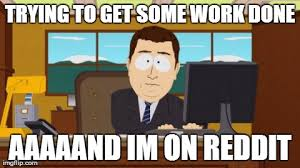 TRYING TO GET SOME WORK DONE
AAAAAND IM ON REDDIT
imgflip.com